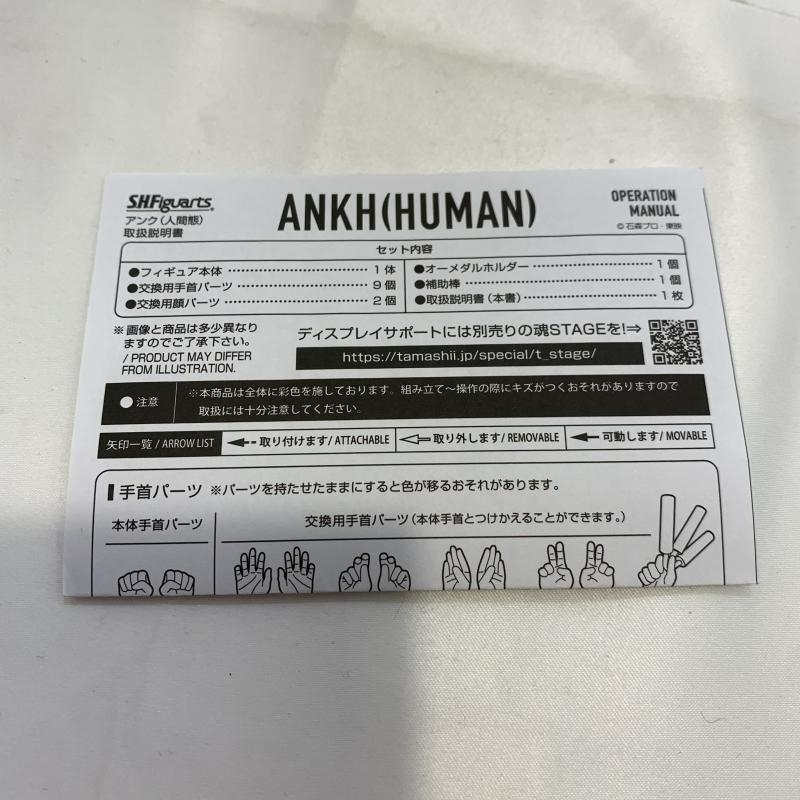 S.H.Figuarts
アンク(人間態)
取扱説明書
ANKH(HUMAN)
OPERATION
MANUAL
©石森プロ・東映
セット内容
●フィギュア本体 1体
●交換用手首パーツ 9個
●交換用顔パーツ 2個
●オーメダルホルダー 1個
●補助棒 1個
●取扱説明書(本書) 1枚
※画像と商品は多少異なり
ますのでご了承下さい。
/ PRODUCT MAY DIFFER
FROM ILLUSTRATION.
ディスプレイサポートには別売りの魂STAGEを!⇒
https://tamashii.jp/special/t_stage/
●注意
※本商品は全体に彩色を施しております。組み立て〜操作の際にキズがつくおそれがありますので
取扱には十分注意してください。
矢印一覧 / ARROW LIST
取り付けます/ ATTACHABLE
取り外します/ REMOVABLE
可動します/ MOVABLE
手首パーツ ※パーツを持たせたままにすると色が移るおそれがあります。
本体手首パーツ
交換用手首パーツ(本体手首とつけかえることができます。)